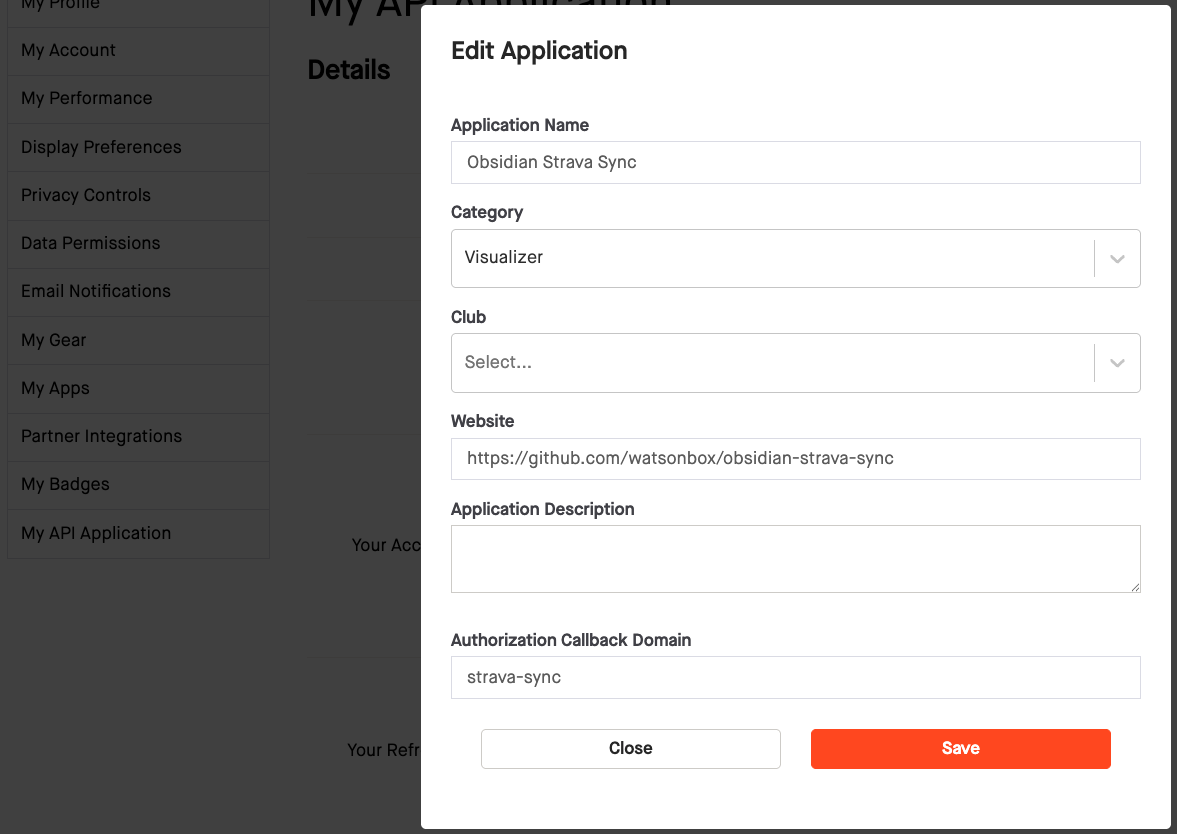 My Profile
My Account
My Performance
Display Preferences
Privacy Controls
Data Permissions
Email Notifications
My Gear
My Apps
Partner Integrations
My Badges
My API Application
My API Application
Details
Your Acc
Your Refr
Edit Application
Application Name
Obsidian Strava Sync
Category
Visualizer
Club
Select...
Website
https://github.com/watsonbox/obsidian-strava-sync
Application Description
Authorization Callback Domain
strava-sync
Close
Save